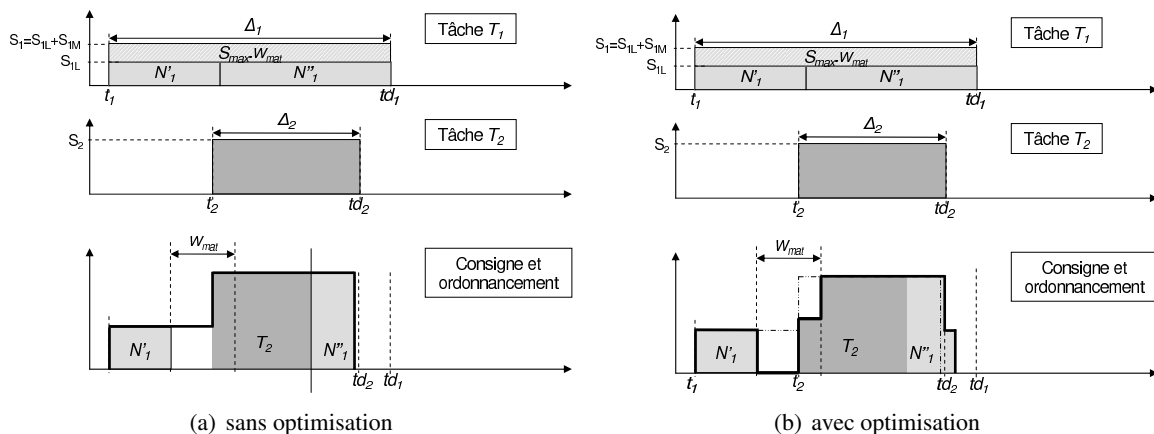 Δ1
Tâche T1
S1=S1L+S1M
Smax.Wmat
S1L
N'1
N"1
t1
td1
Δ2
Tâche T2
S2
t2
td2
Wmat
Consigne et
ordonnancement
N'1
T2
N"1
td2
td1
(a) sans optimisation
Δ1
Tâche T1
S1=S1L+S1M
Smax.Wmat
S1L
N'1
N"1
t1
td1
Δ2
Tâche T2
S2
t2
td2
Wmat
Consigne et
ordonnancement
N'1
T2
N"1
t1
t2
td2
td1
(b) avec optimisation